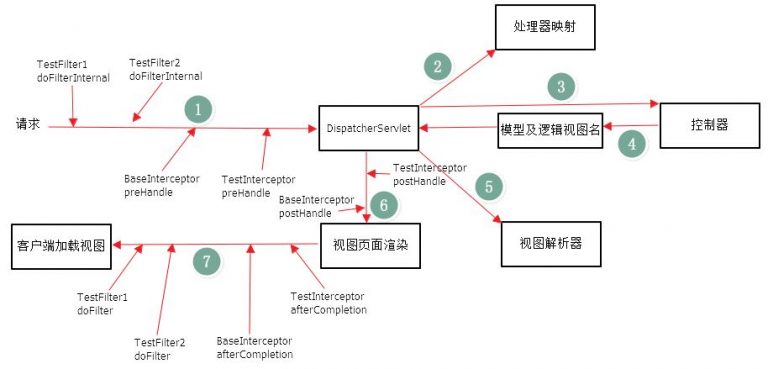 TestFilter1
doFilterInternal
TestFilter2
doFilterInternal
处理器映射
2
3
1
请求
DispatcherServlet
模型及逻辑视图名
控制器
4
BaseInterceptor
preHandle
TestInterceptor
preHandle
TestInterceptor
postHandle
5
BaseInterceptor
postHandle
6
客户端加载视图
7
视图页面渲染
视图解析器
TestFilter1
doFilter
TestInterceptor
afterCompletion
TestFilter2
doFilter
BaseInterceptor
afterCompletion